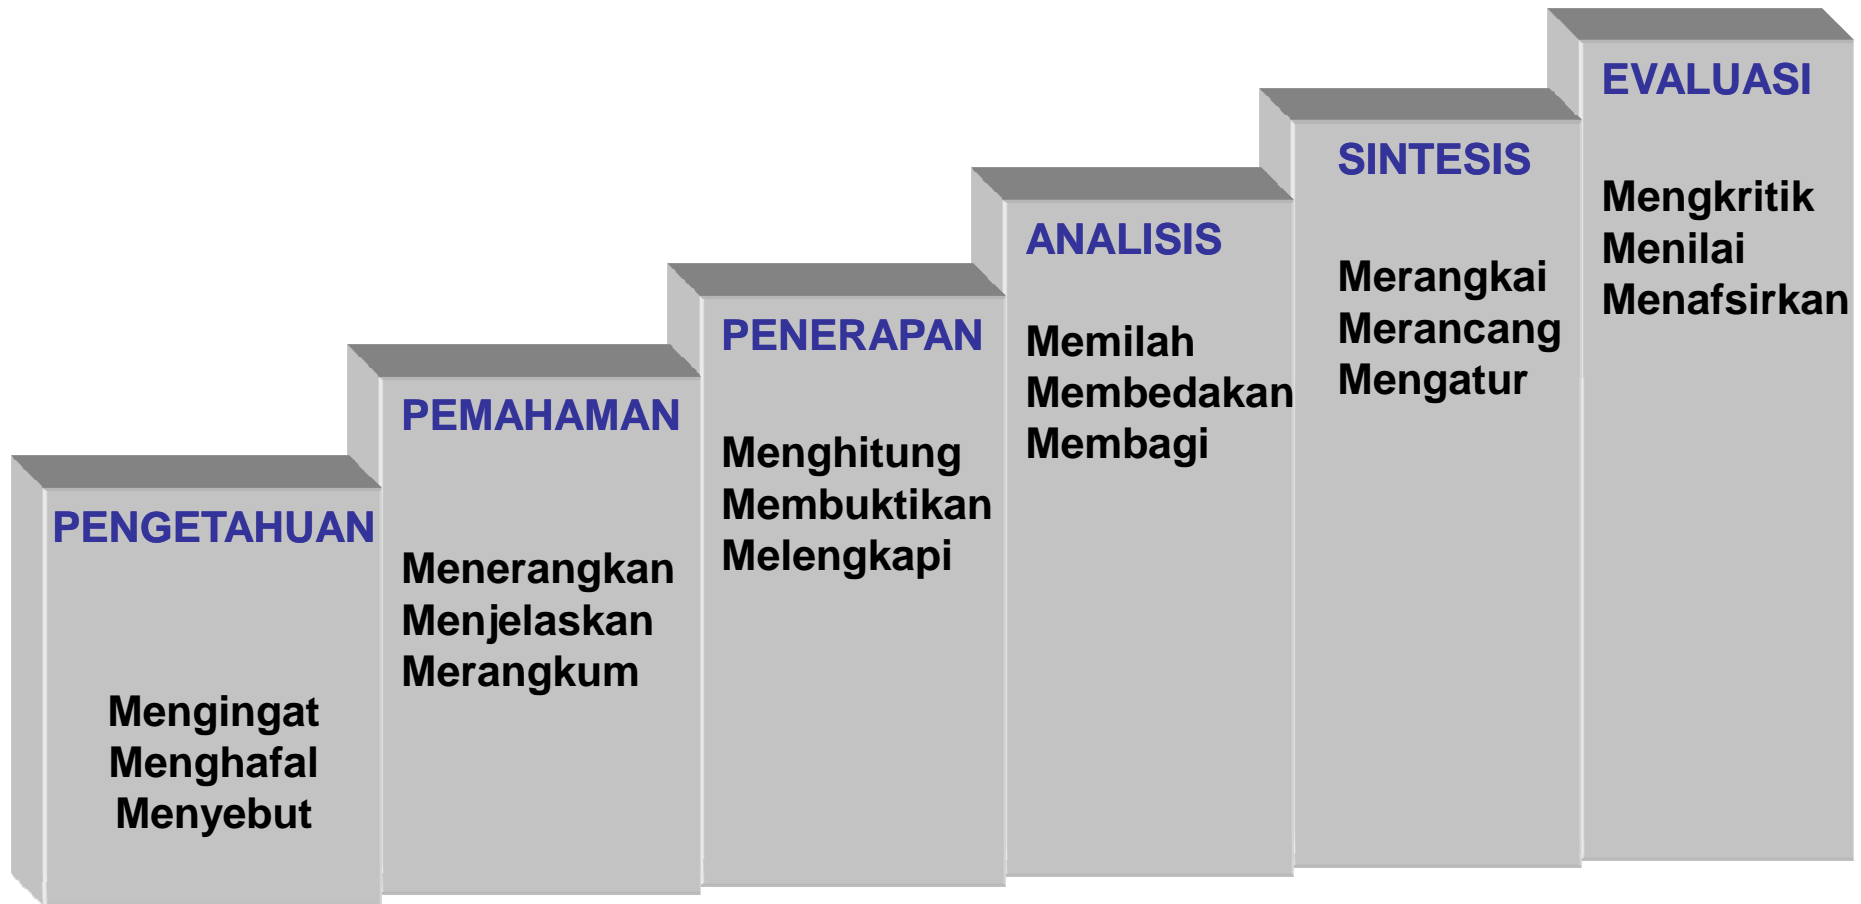 PENGETAHUAN
Mengingat
Menghafal
Menyebut
PEMAHAMAN
Menerangkan
Menjelaskan
Merangkum
PENERAPAN
Menghitung
Membuktikan
Melengkapi
ANALISIS
Memilah
Membedakan
Membagi
SINTESIS
Merangkai
Merancang
Mengatur
EVALUASI
Mengkritik
Menilai
Menafsirkan